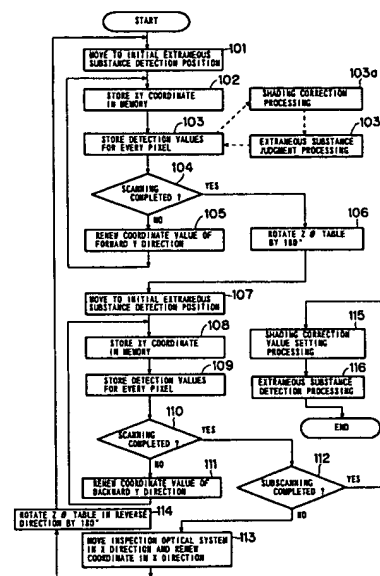 START
MOVE TO INITIAL EXTRANEOUS
SUBSTANCE DETECTION POSITION
101
102
STORE XY COORDINATE
IN MEMORY
103a
SHADING CORRECTION
PROCESSING
103
STORE DETECTION VALUES
FOR EVERY PIXEL
103
EXTRANEOUS SUBSTANCE
JUDGMENT PROCESSING
104
SCANNING
COMPLETED ?
YES
NO
105
RENEW COORDINATE VALUE OF
FORWARD Y DIRECTION
106
ROTATE Z θ TABLE
BY 180°
107
MOVE TO INITIAL EXTRANEOUS
SUBSTANCE DETECTION POSITION
108
STORE XY COORDINATE
IN MEMORY
109
STORE DETECTION VALUES
FOR EVERY PIXEL
115
SHADING CORRECTION
VALUE SETTING
PROCESSING
116
EXTRANEOUS SUBSTANCE
DETECTION PROCESSING
END
110
SCANNING
COMPLETED ?
YES
NO
111
RENEW COORDINATE VALUE OF
BACKWARD Y DIRECTION
112
SUBSCANNING
COMPLETED ?
YES
NO
114
ROTATE Z θ TABLE IN REVERSE
DIRECTION BY 180°
113
MOVE INSPECTION OPTICAL SYSTEM
IN X DIRECTION AND RENEW
COORDINATE IN X DIRECTION